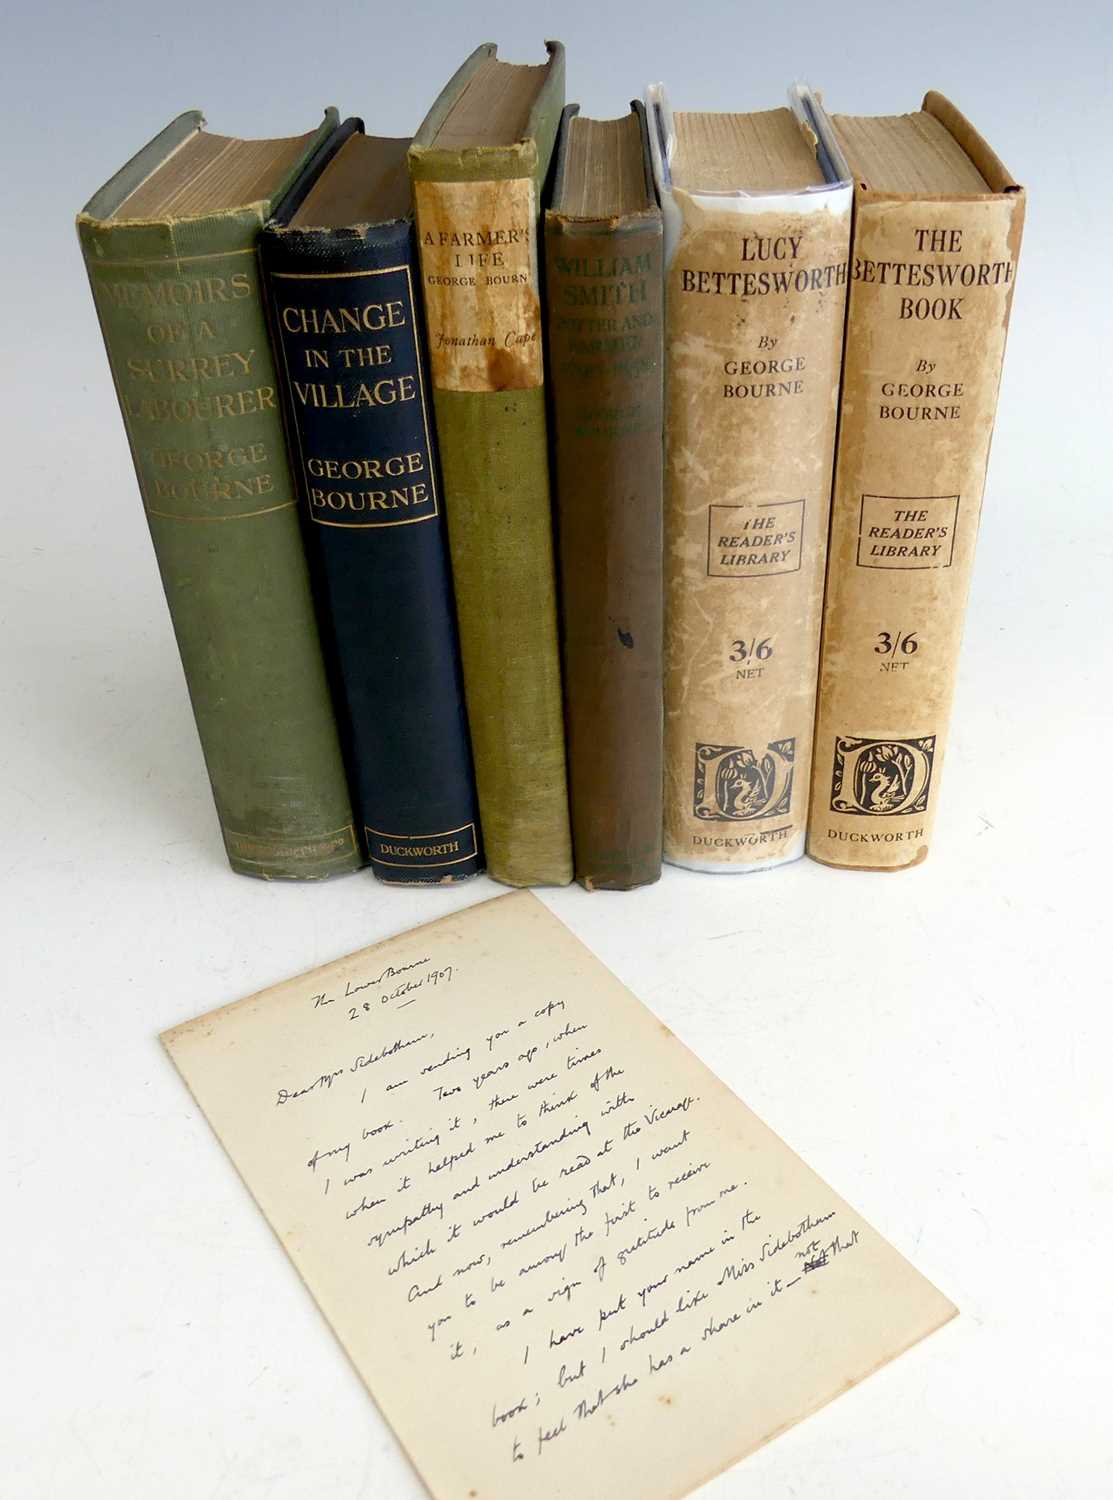 MEMOIRS
OF A
SURREY
LABOURER
GEORGE
BOURNE
CHANGE
IN THE
VILLAGE
GEORGE
BOURNE
DUCKWORTH
A FARMER'S
LIFE
GEORGE BOURN
Jonathan Cape
WILLIAM
SMITH
POTTER AND
FARMER
GEORGE
BOURNE
LUCY
BETTESWORTH
By
GEORGE
BOURNE
THE
READER'S
LIBRARY
3/6
NET
D
DUCKWORTH
THE
BETTESWORTH
BOOK
By
GEORGE
BOURNE
THE
READER'S
LIBRARY
3/6
NET
D
DUCKWORTH
The Lower Bourne
28 October 1907.
Dear Mrs Sidebotham,
I am sending you a copy
of my book. Two years ago, when
I was writing it, there were times
when it helped me to think of the
sympathy and understanding with
which it would be read at the Vicarage.
And now, remembering that, I want
you to be among the first to receive
it, as a sign of gratitude from me.
I have put your name in the
book; but I should like Miss Sidebotham
to feel that she has a share in it — not that